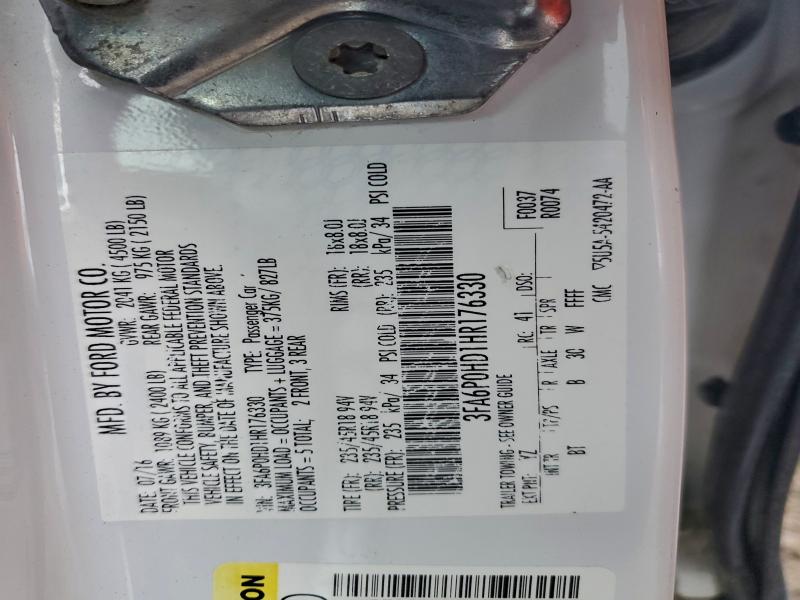 MFD. BY FORD MOTOR CO.
DATE: 07/16 GVWR: 2041 KG ( 4500 LB)
FRONT GAWR: 1089 KG ( 2400 LB) REAR GAWR: 975 KG ( 2150 LB)
THIS VEHICLE CONFORMS TO ALL APPLICABLE FEDERAL MOTOR
VEHICLE SAFETY, BUMPER, AND THEFT PREVENTION STANDARDS
IN EFFECT ON THE DATE OF MANUFACTURE SHOWN ABOVE.
VIN: 3FA6P0HD1HR176330 TYPE: Passenger Car
MAXIMUM LOAD = OCCUPANTS + LUGGAGE = 375KG / 827LB
OCCUPANTS = 5 TOTAL; 2 FRONT, 3 REAR
TIRE (FR): 235/45R18 94V RIMS (FR): 18x8.0J
(RR): 235/45R18 94V (RR): 18x8.0J
PRESSURE (FR): 235 kPa/ 34 PSI COLD (RR): 235 kPa/ 34 PSI COLD
3FA6P0HD1HR176330
F0037
R0074
TRAILER TOWING - SEE OWNER GUIDE
EXT PNT: YZ RC: 41 DSO:
INT TR TP/PS R AXLE TR SPR
BT B 30 W FFFF
CMC 5U5A-5420472-AA
ON